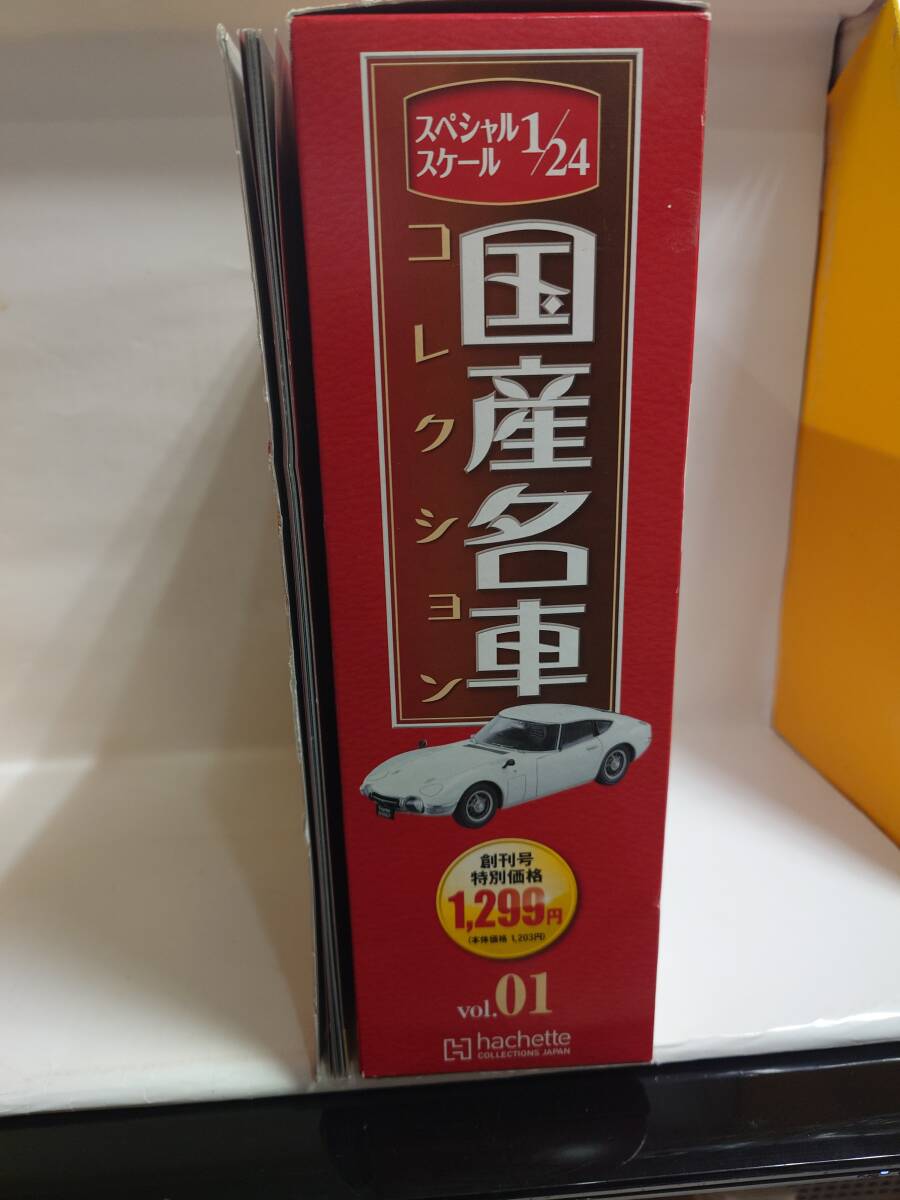 スペシャル
スケール
1/24
国産名車
コレクション
創刊号
特別価格
1,299円
(本体価格 1,203円)
vol.01
hachette
COLLECTIONS JAPAN